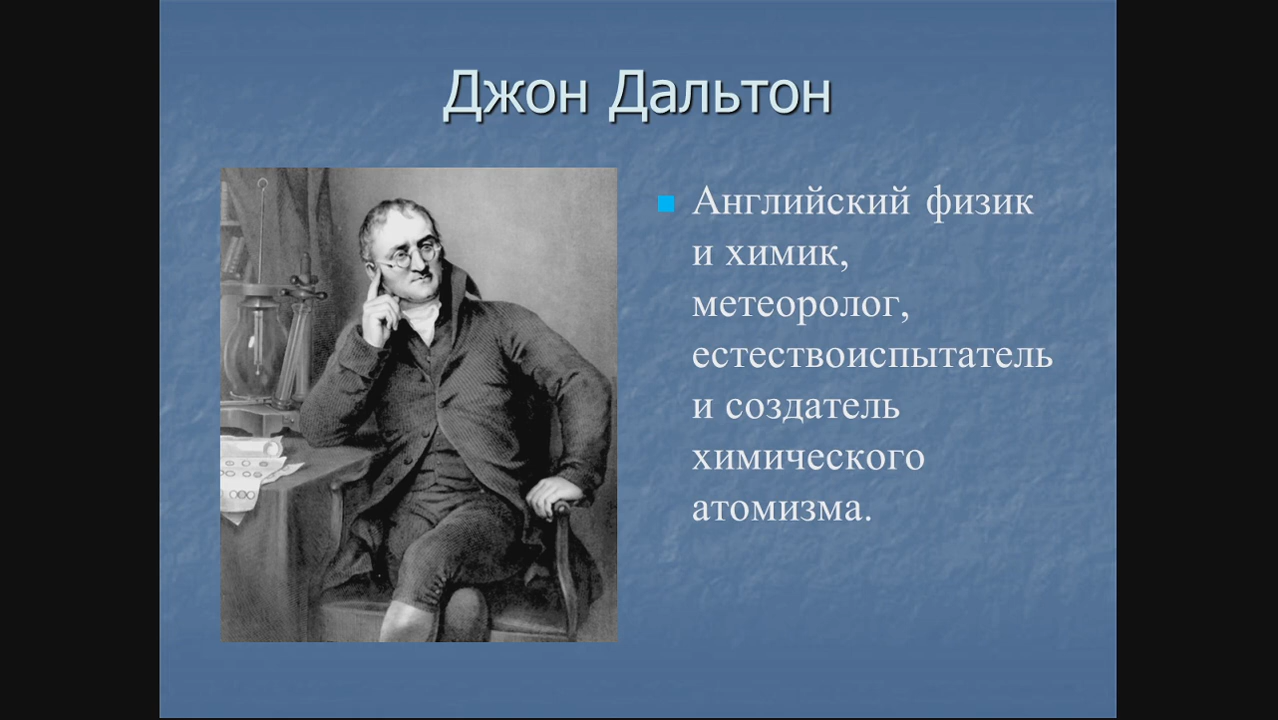 Джон Дальтон
Английский физик
и химик,
метеоролог,
естествоиспытатель
и создатель
химического
атомизма.